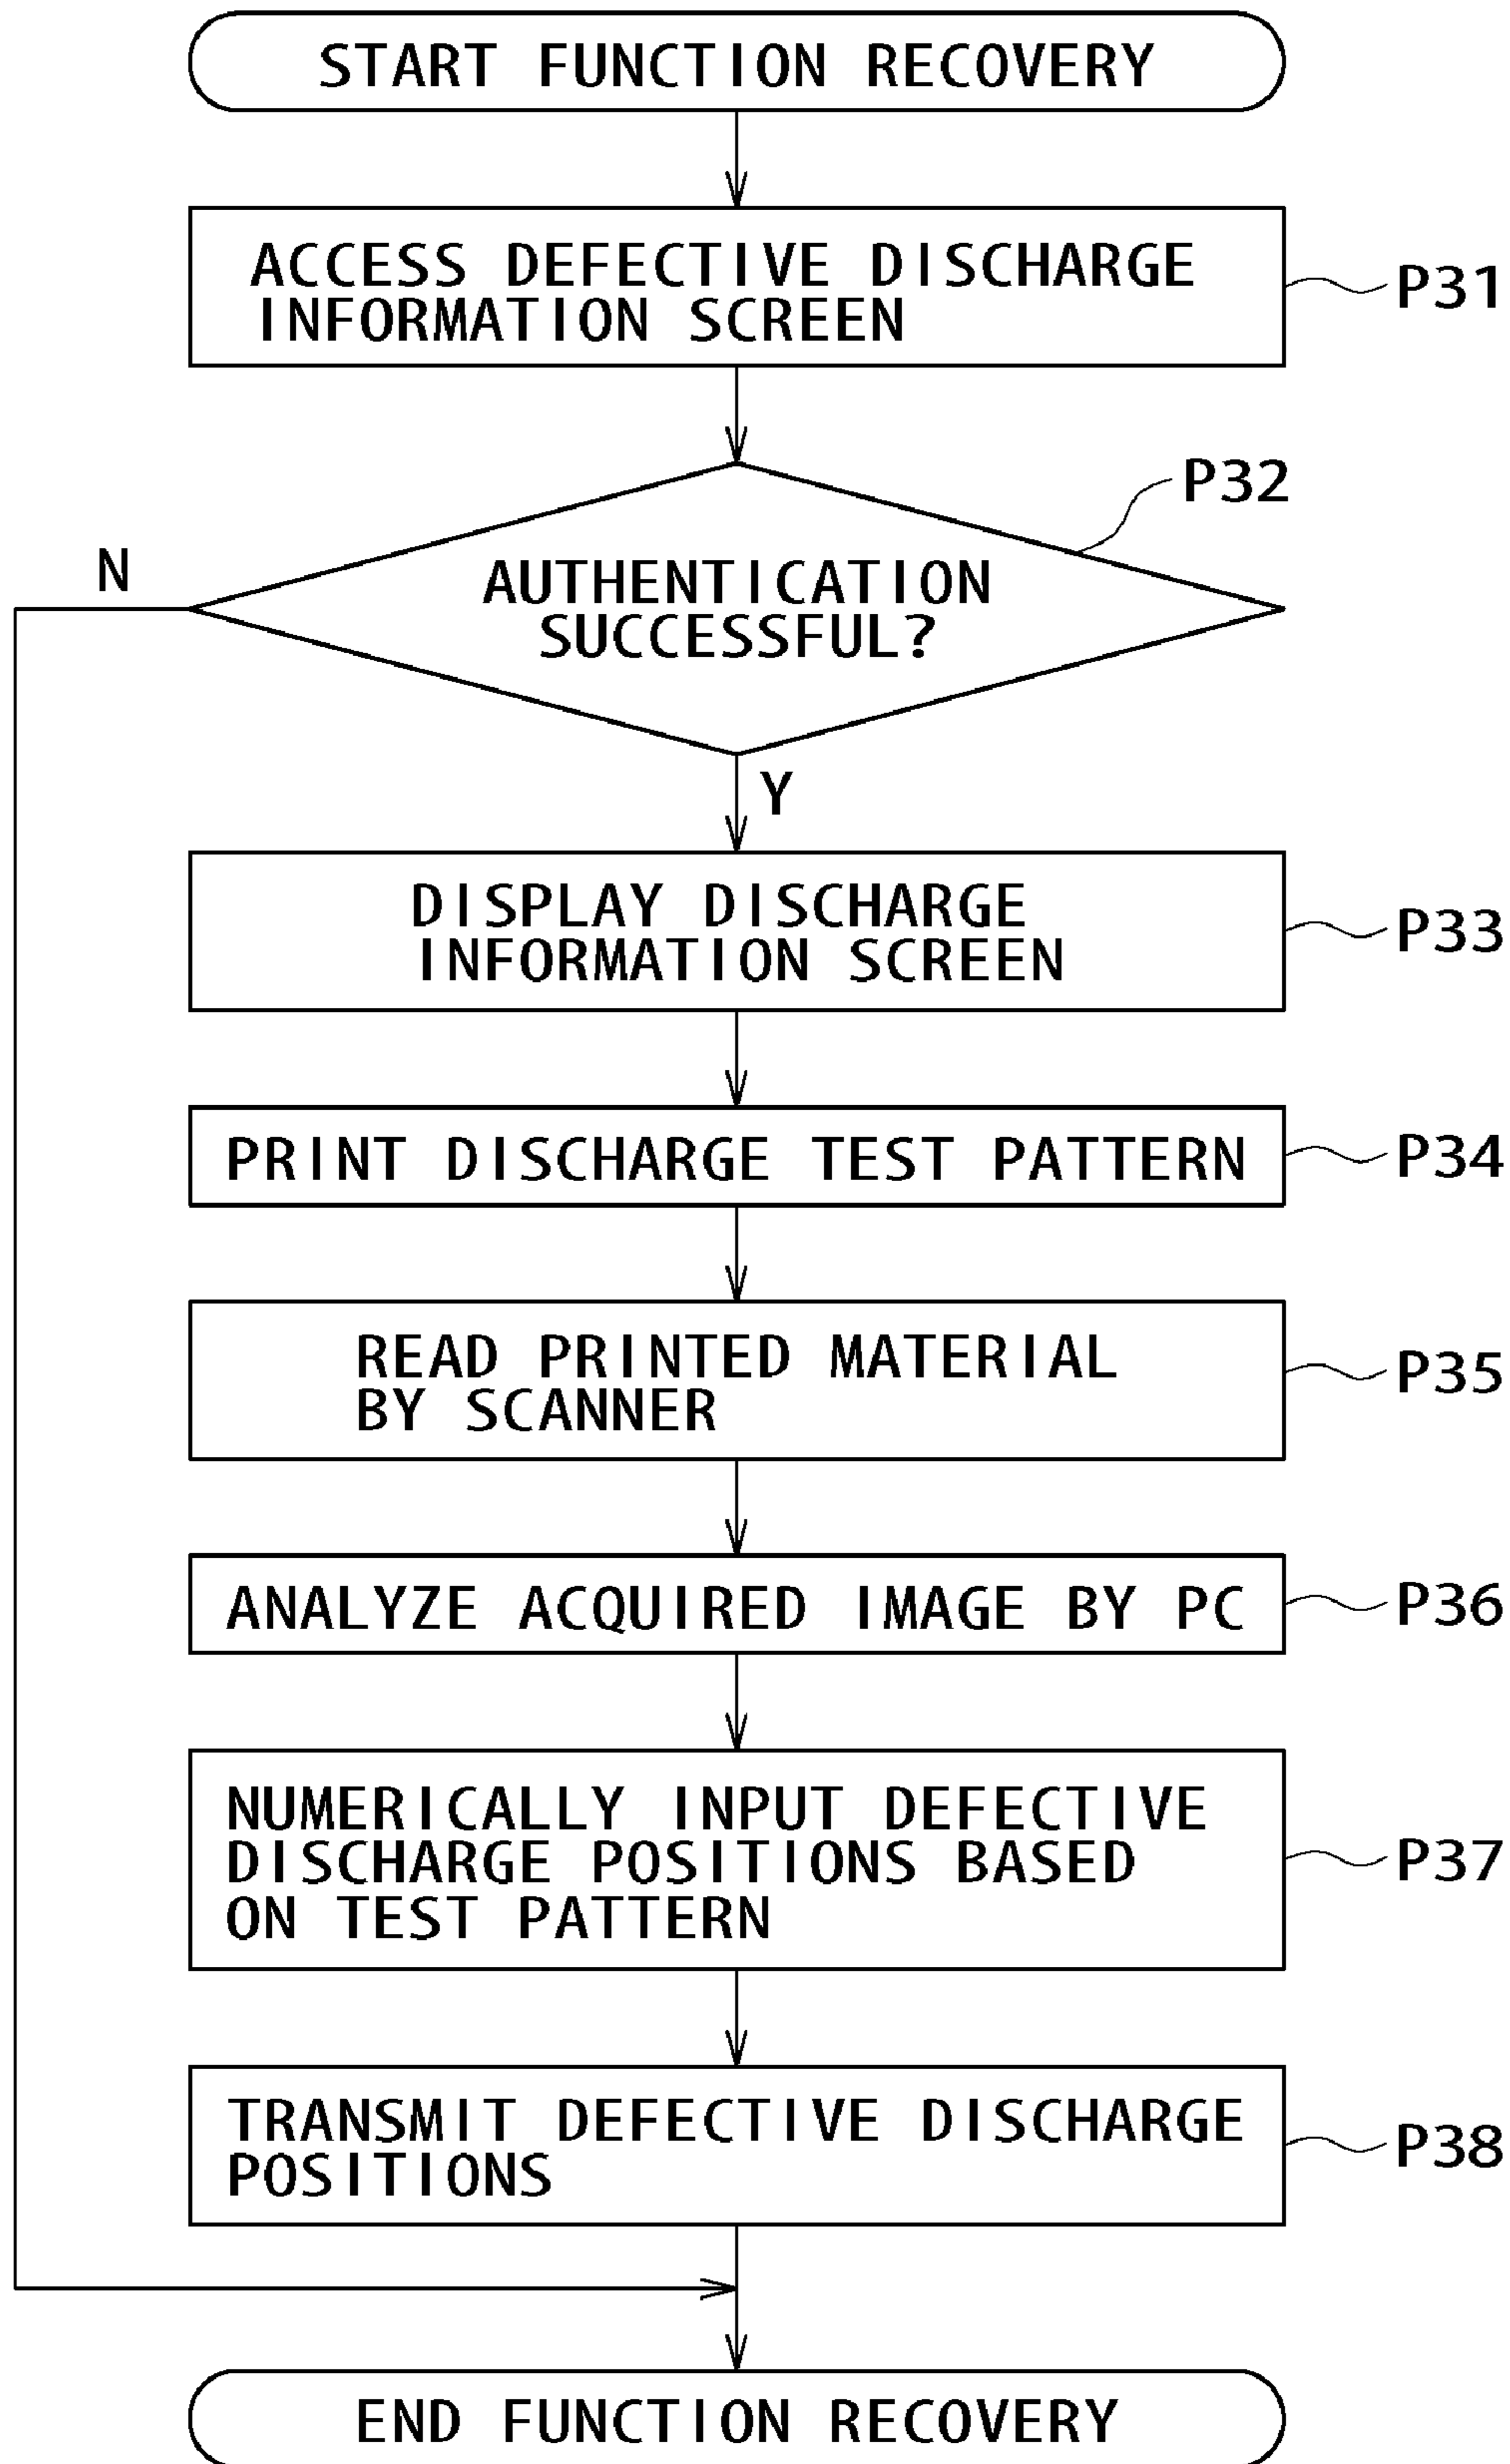 START FUNCTION RECOVERY
ACCESS DEFECTIVE DISCHARGE
INFORMATION SCREEN
P31
P32
N
AUTHENTICATION
SUCCESSFUL?
Y
DISPLAY DISCHARGE
INFORMATION SCREEN
P33
PRINT DISCHARGE TEST PATTERN
P34
READ PRINTED MATERIAL
BY SCANNER
P35
ANALYZE ACQUIRED IMAGE BY PC
P36
NUMERICALLY INPUT DEFECTIVE
DISCHARGE POSITIONS BASED
ON TEST PATTERN
P37
TRANSMIT DEFECTIVE DISCHARGE
POSITIONS
P38
END FUNCTION RECOVERY